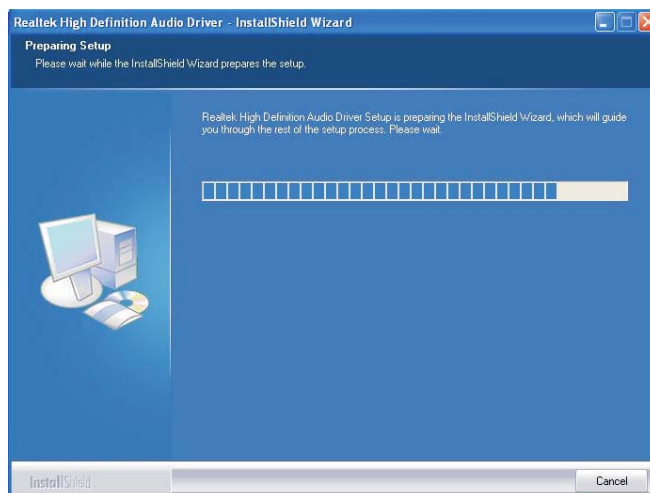 Realtek High Definition Audio Driver - InstallShield Wizard
Preparing Setup
Please wait while the InstallShield Wizard prepares the setup.
Realtek High Definition Audio Driver Setup is preparing the InstallShield Wizard, which will guide
you through the rest of the setup process. Please wait.
InstallShield
Cancel